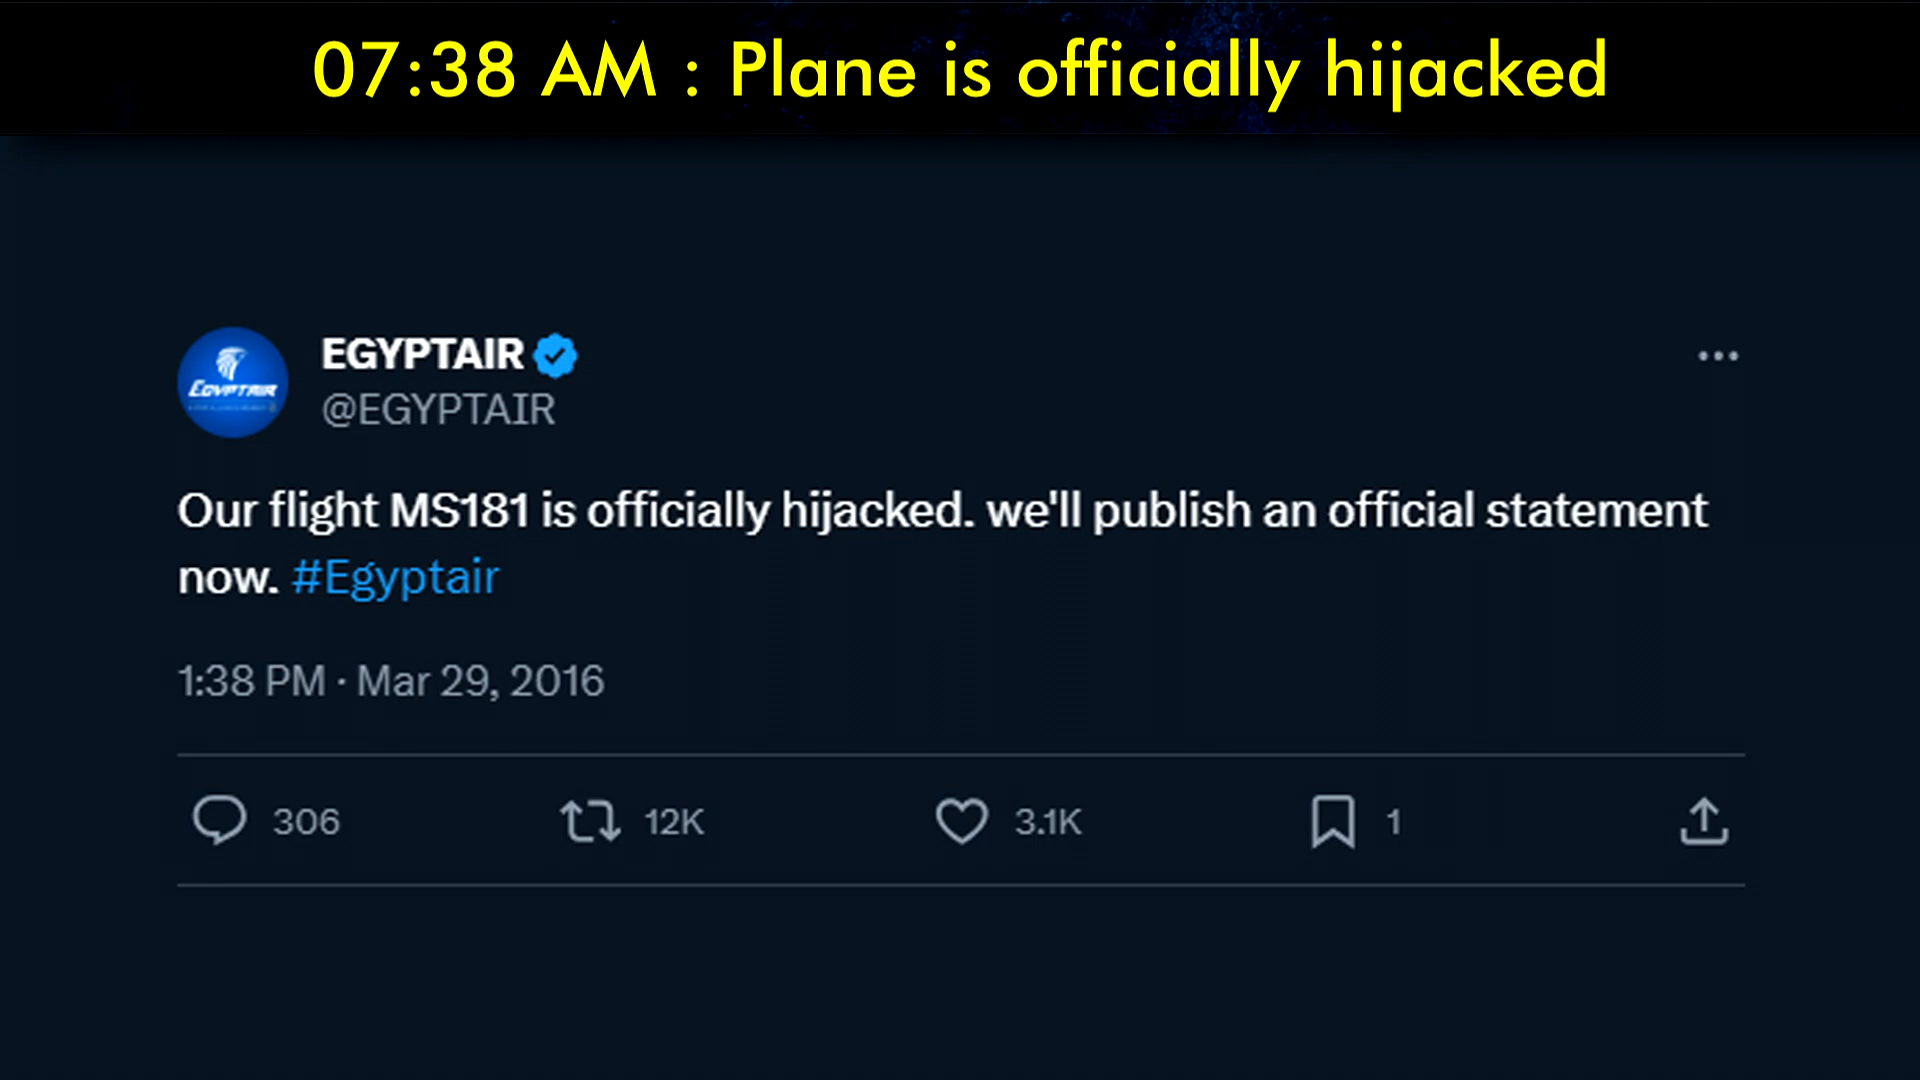 07:38 AM : Plane is officially hijacked
EGYPTAIR
EGYPTAIR
@EGYPTAIR
Our flight MS181 is officially hijacked. we'll publish an official statement
now. #Egyptair
1:38 PM · Mar 29, 2016
306 12K 3.1K 1